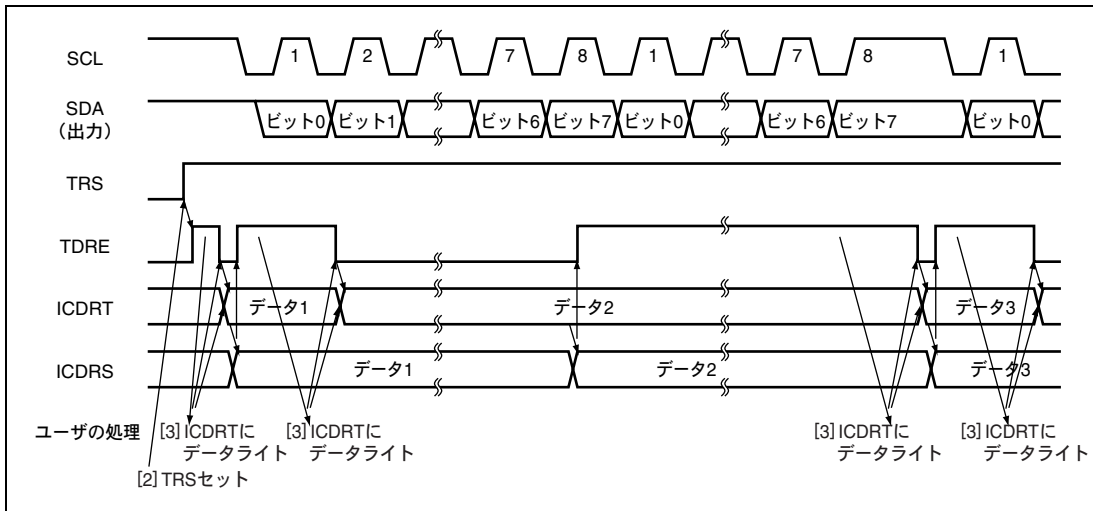 SCL
1 2 7 8 1 7 8 1
SDA
(出力)
ビット0 ビット1 ビット6 ビット7 ビット0 ビット6 ビット7 ビット0
TRS
TDRE
ICDRT
データ1 データ2 データ3
ICDRS
データ1 データ2 データ3
ユーザの処理
[3] ICDRTに
データライト
[3] ICDRTに
データライト
[3] ICDRTに
データライト
[3] ICDRTに
データライト
[2] TRSセット